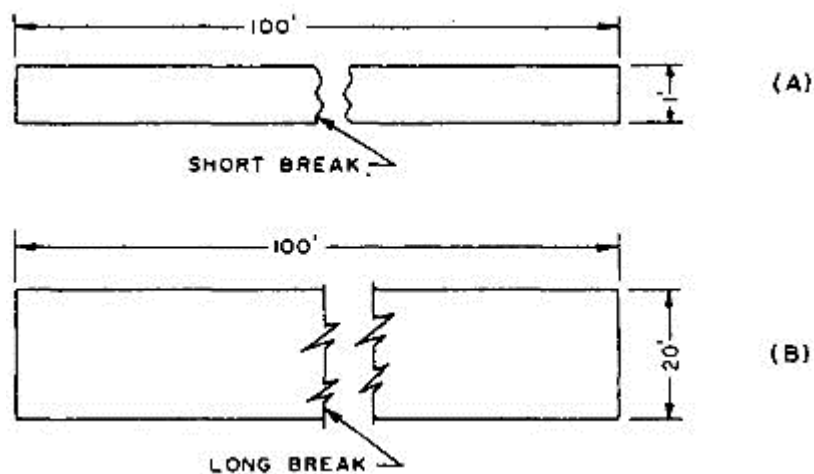 100'
(A)
1'
SHORT BREAK
100'
20'
(B)
LONG BREAK